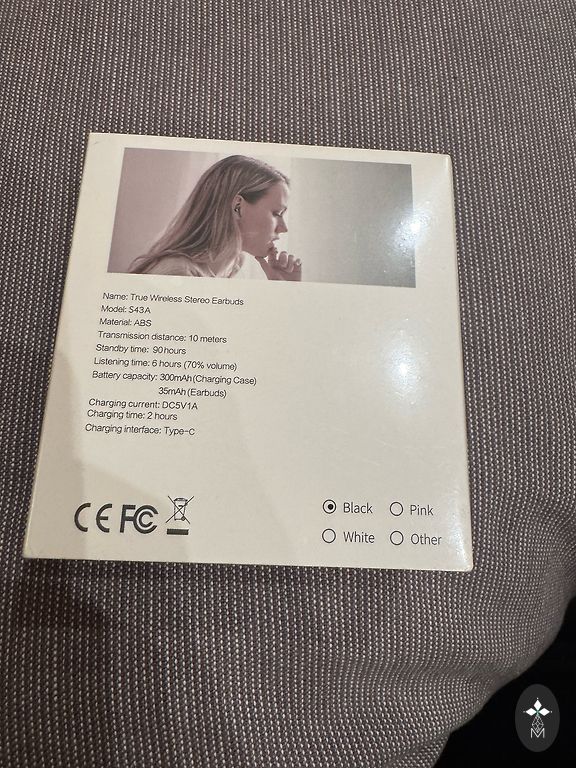 Name: True Wireless Stereo Earbuds
Model: S43A
Material: ABS
Transmission distance: 10 meters
Standby time: 90hours
Listening time: 6 hours (70% volume)
Battery capacity: 300mAh(Charging Case)
35mAh(Earbuds)
Charging current: DC5V1A
Charging time: 2 hours
Charging interface: Type-C
CE FC
Black
Pink
White
Other
M